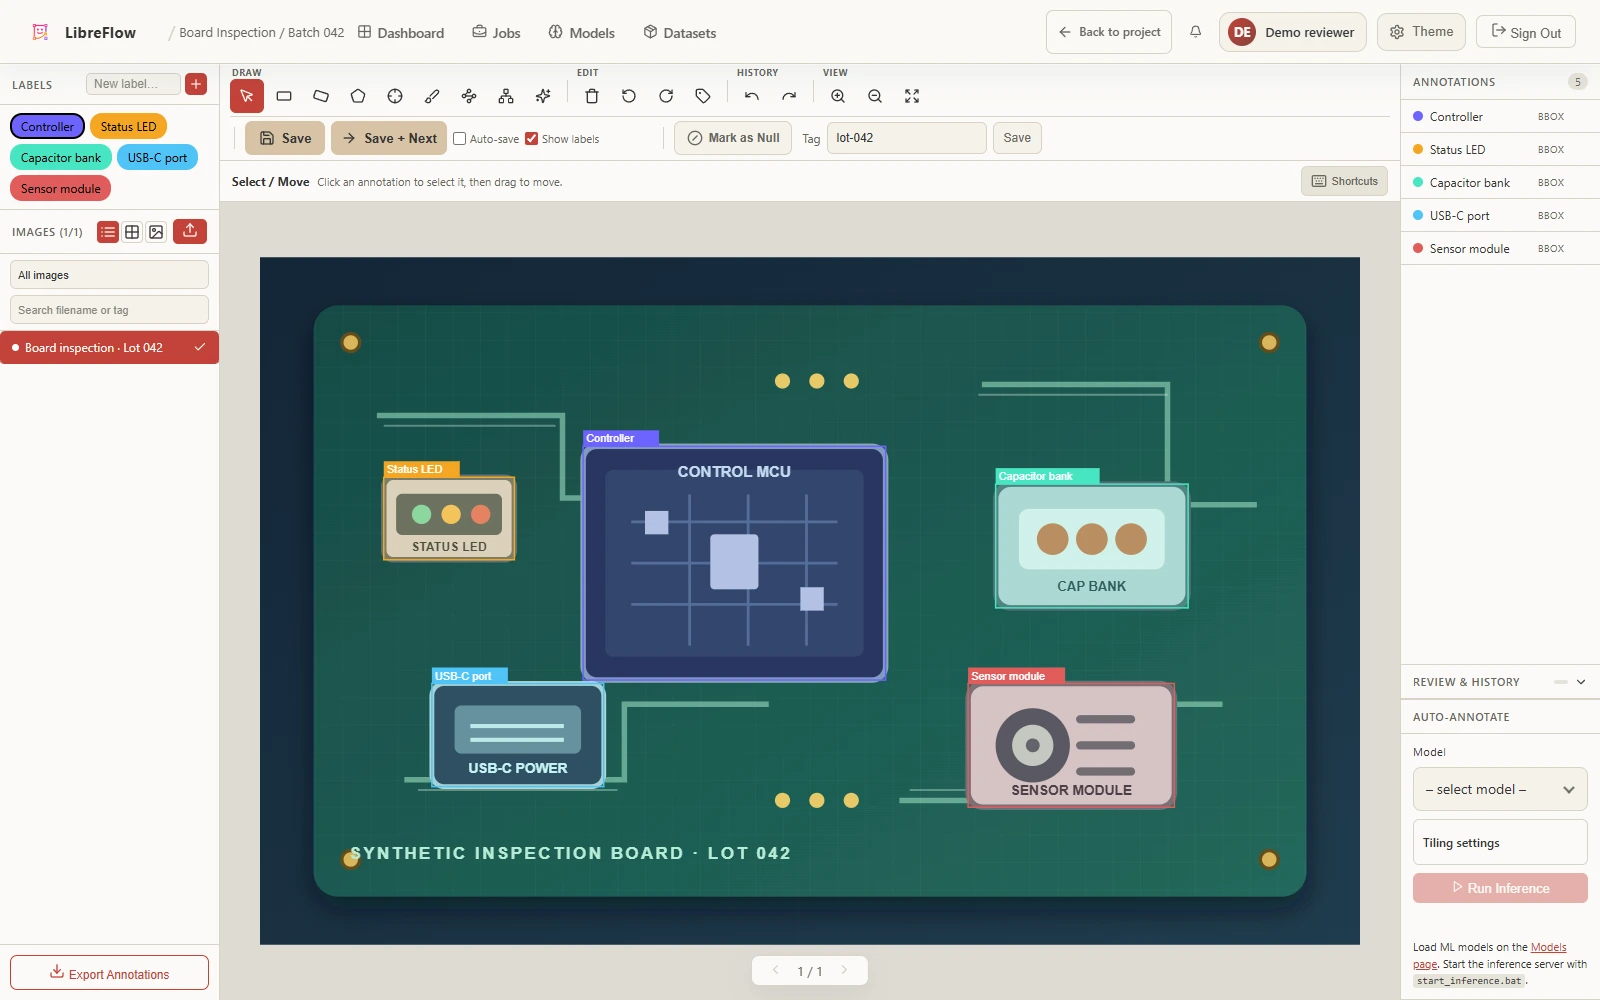 LibreFlow
/ Board Inspection / Batch 042
Dashboard
Jobs
Models
Datasets
Back to project
DE
Demo reviewer
Theme
Sign Out
LABELS
New label...
Controller
Status LED
Capacitor bank
USB-C port
Sensor module
IMAGES (1/1)
All images
Search filename or tag
Board inspection · Lot 042
Export Annotations
DRAW
EDIT
HISTORY
VIEW
Save
Save + Next
Auto-save
Show labels
Mark as Null
Tag
lot-042
Save
Select / Move
Click an annotation to select it, then drag to move.
Shortcuts
Controller
CONTROL MCU
Status LED
STATUS LED
Capacitor bank
CAP BANK
USB-C port
USB-C POWER
Sensor module
SENSOR MODULE
SYNTHETIC INSPECTION BOARD · LOT 042
1 / 1
ANNOTATIONS
5
Controller BBOX
Status LED BBOX
Capacitor bank BBOX
USB-C port BBOX
Sensor module BBOX
REVIEW & HISTORY
AUTO-ANNOTATE
Model
– select model –
Tiling settings
Run Inference
Load ML models on the Models
page. Start the inference server with
start_inference.bat.